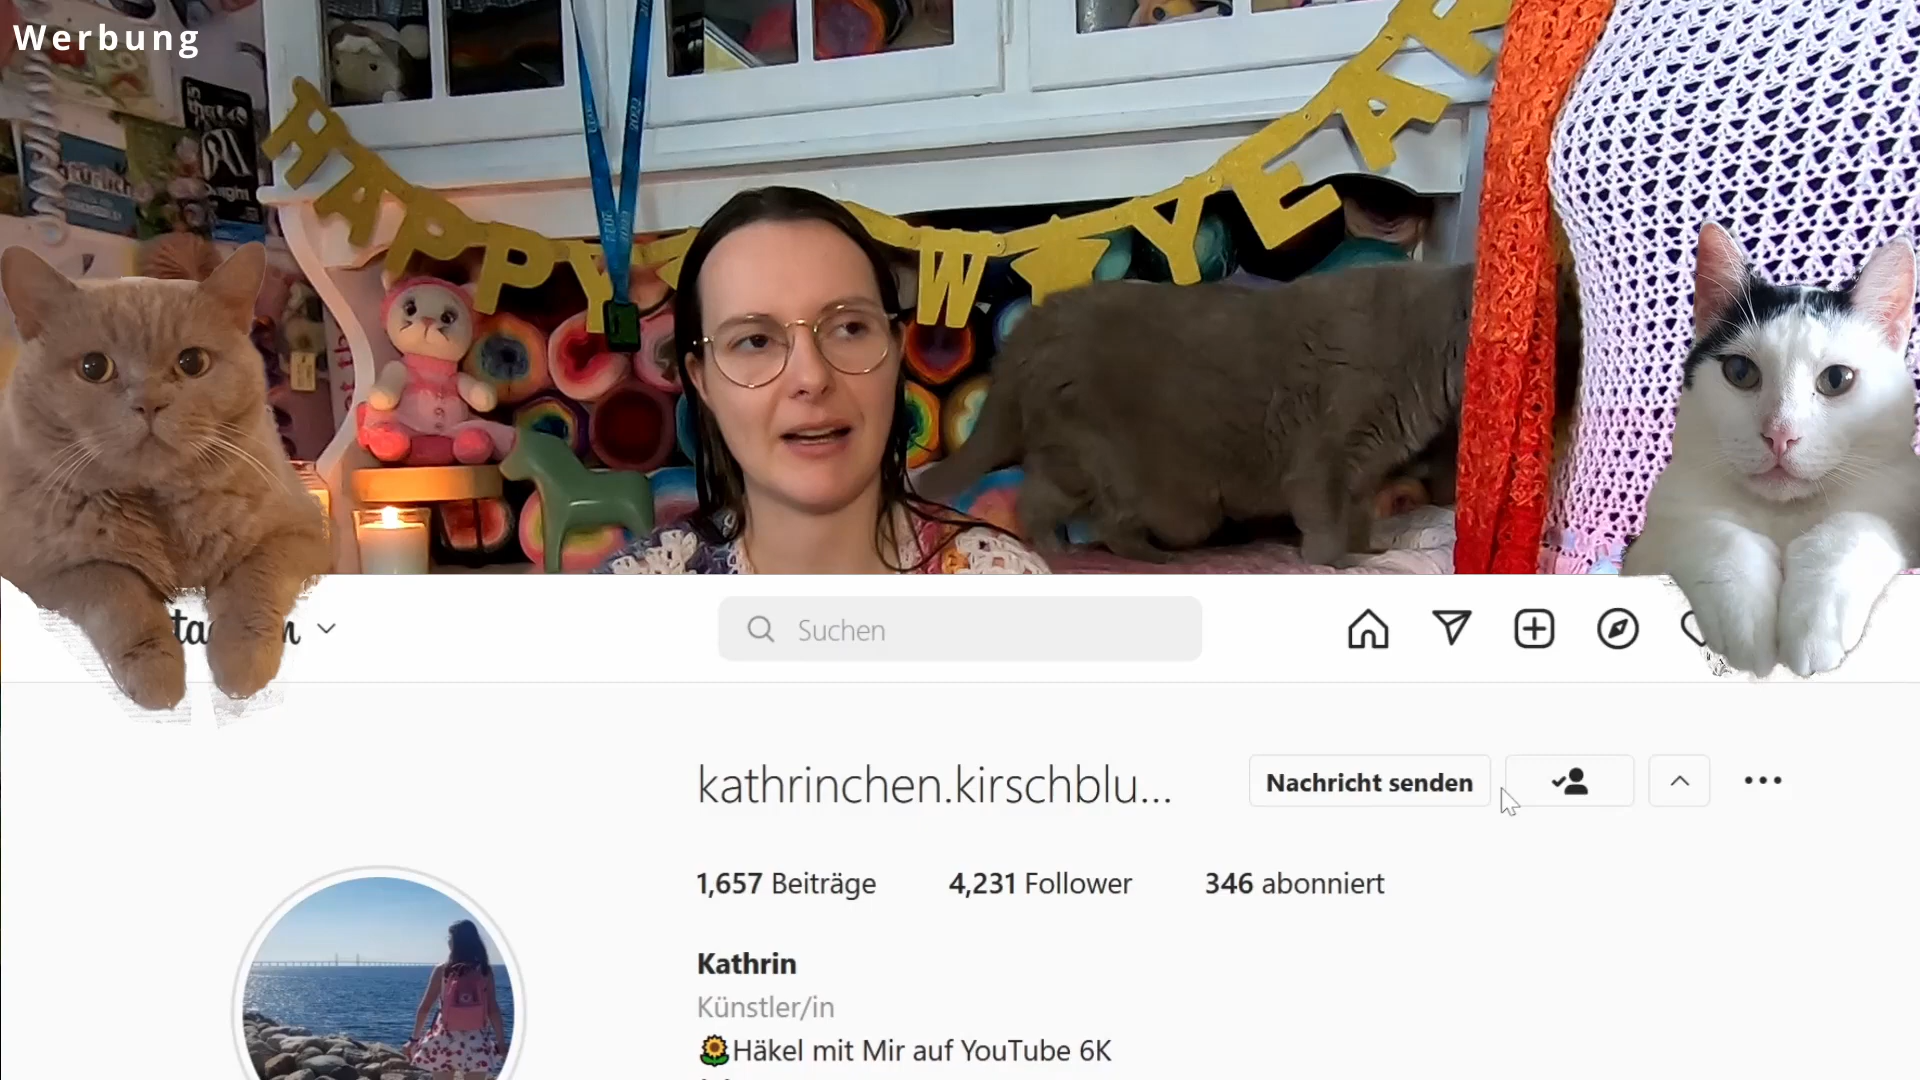 Werbung
HAPPY
W YEAR
2023
Suchen
kathrinchen.kirschblu...
Nachricht senden
1,657 Beiträge
4,231 Follower
346 abonniert
Kathrin
Künstler/in
🌻Häkel mit Mir auf YouTube 6K